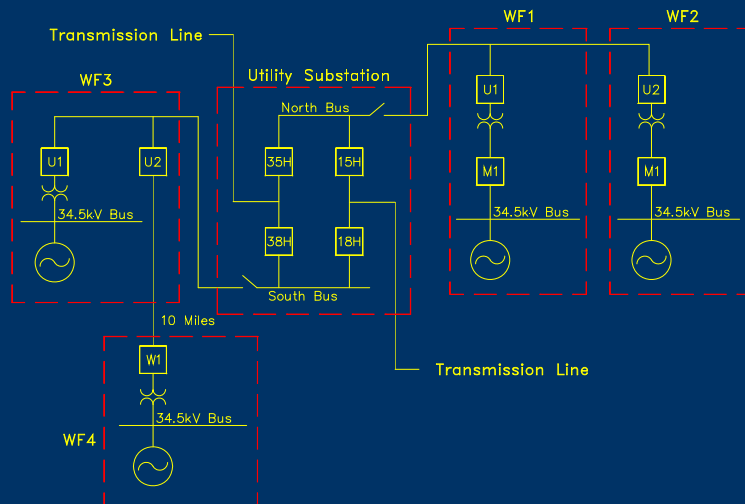 WF1
WF2
Transmission Line
Utility Substation
WF3
North Bus
U1
U2
U1
U2
35H
15H
M1
M1
34.5kV Bus
34.5kV Bus
34.5kV Bus
38H
18H
South Bus
10 Miles
W1
Transmission Line
34.5kV Bus
WF4